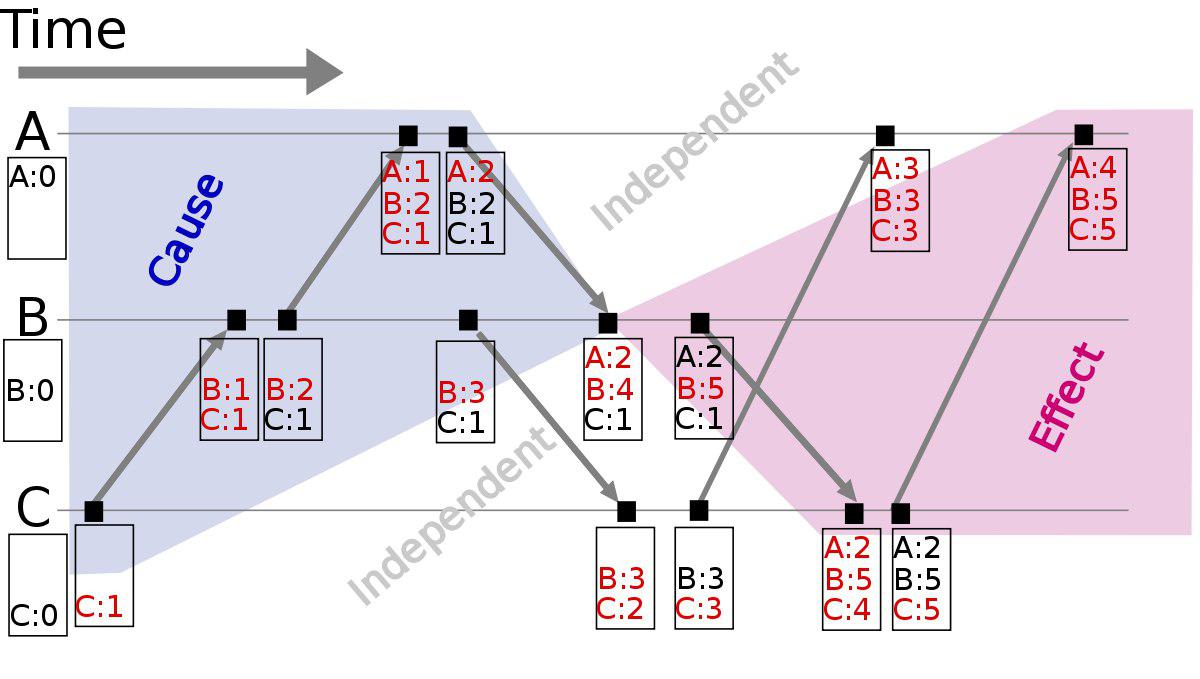 Time
Independent
A
A:0
Cause
A:1
B:2
C:1
A:2
B:2
C:1
A:3
B:3
C:3
A:4
B:5
C:5
B
B:0
B:1
C:1
B:2
C:1
B:3
C:1
A:2
B:4
C:1
A:2
B:5
C:1
Effect
Independent
C
C:0
C:1
B:3
C:2
B:3
C:3
A:2
B:5
C:4
A:2
B:5
C:5